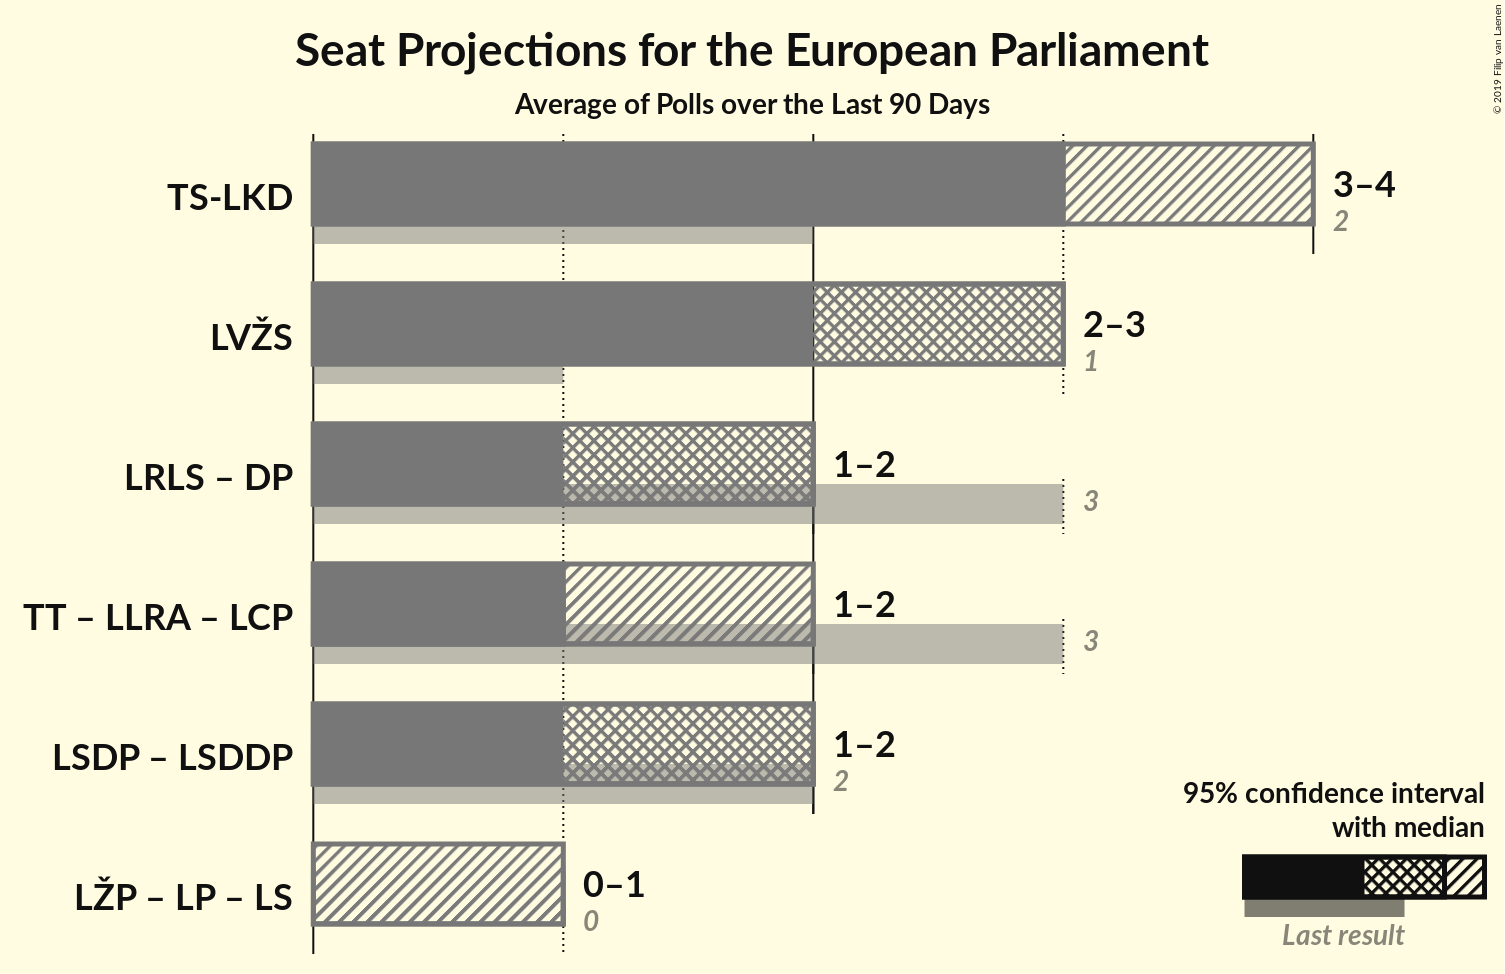 Seat Projections for the European Parliament
Average of Polls over the Last 90 Days
© 2019 Filip van Laenen
TS-LKD
3–4
2
LVŽS
2–3
1
LRLS – DP
1–2
3
TT – LLRA – LCP
1–2
3
LSDP – LSDDP
1–2
2
LŽP – LP – LS
0–1
0
95% confidence interval
with median
Last result